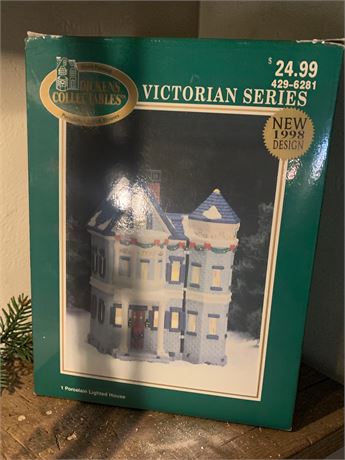 DICKENS
COLLECTABLES
VICTORIAN SERIES
$ 24.99
429-6281
NEW
1998
DESIGN
1 Porcelain Lighted House